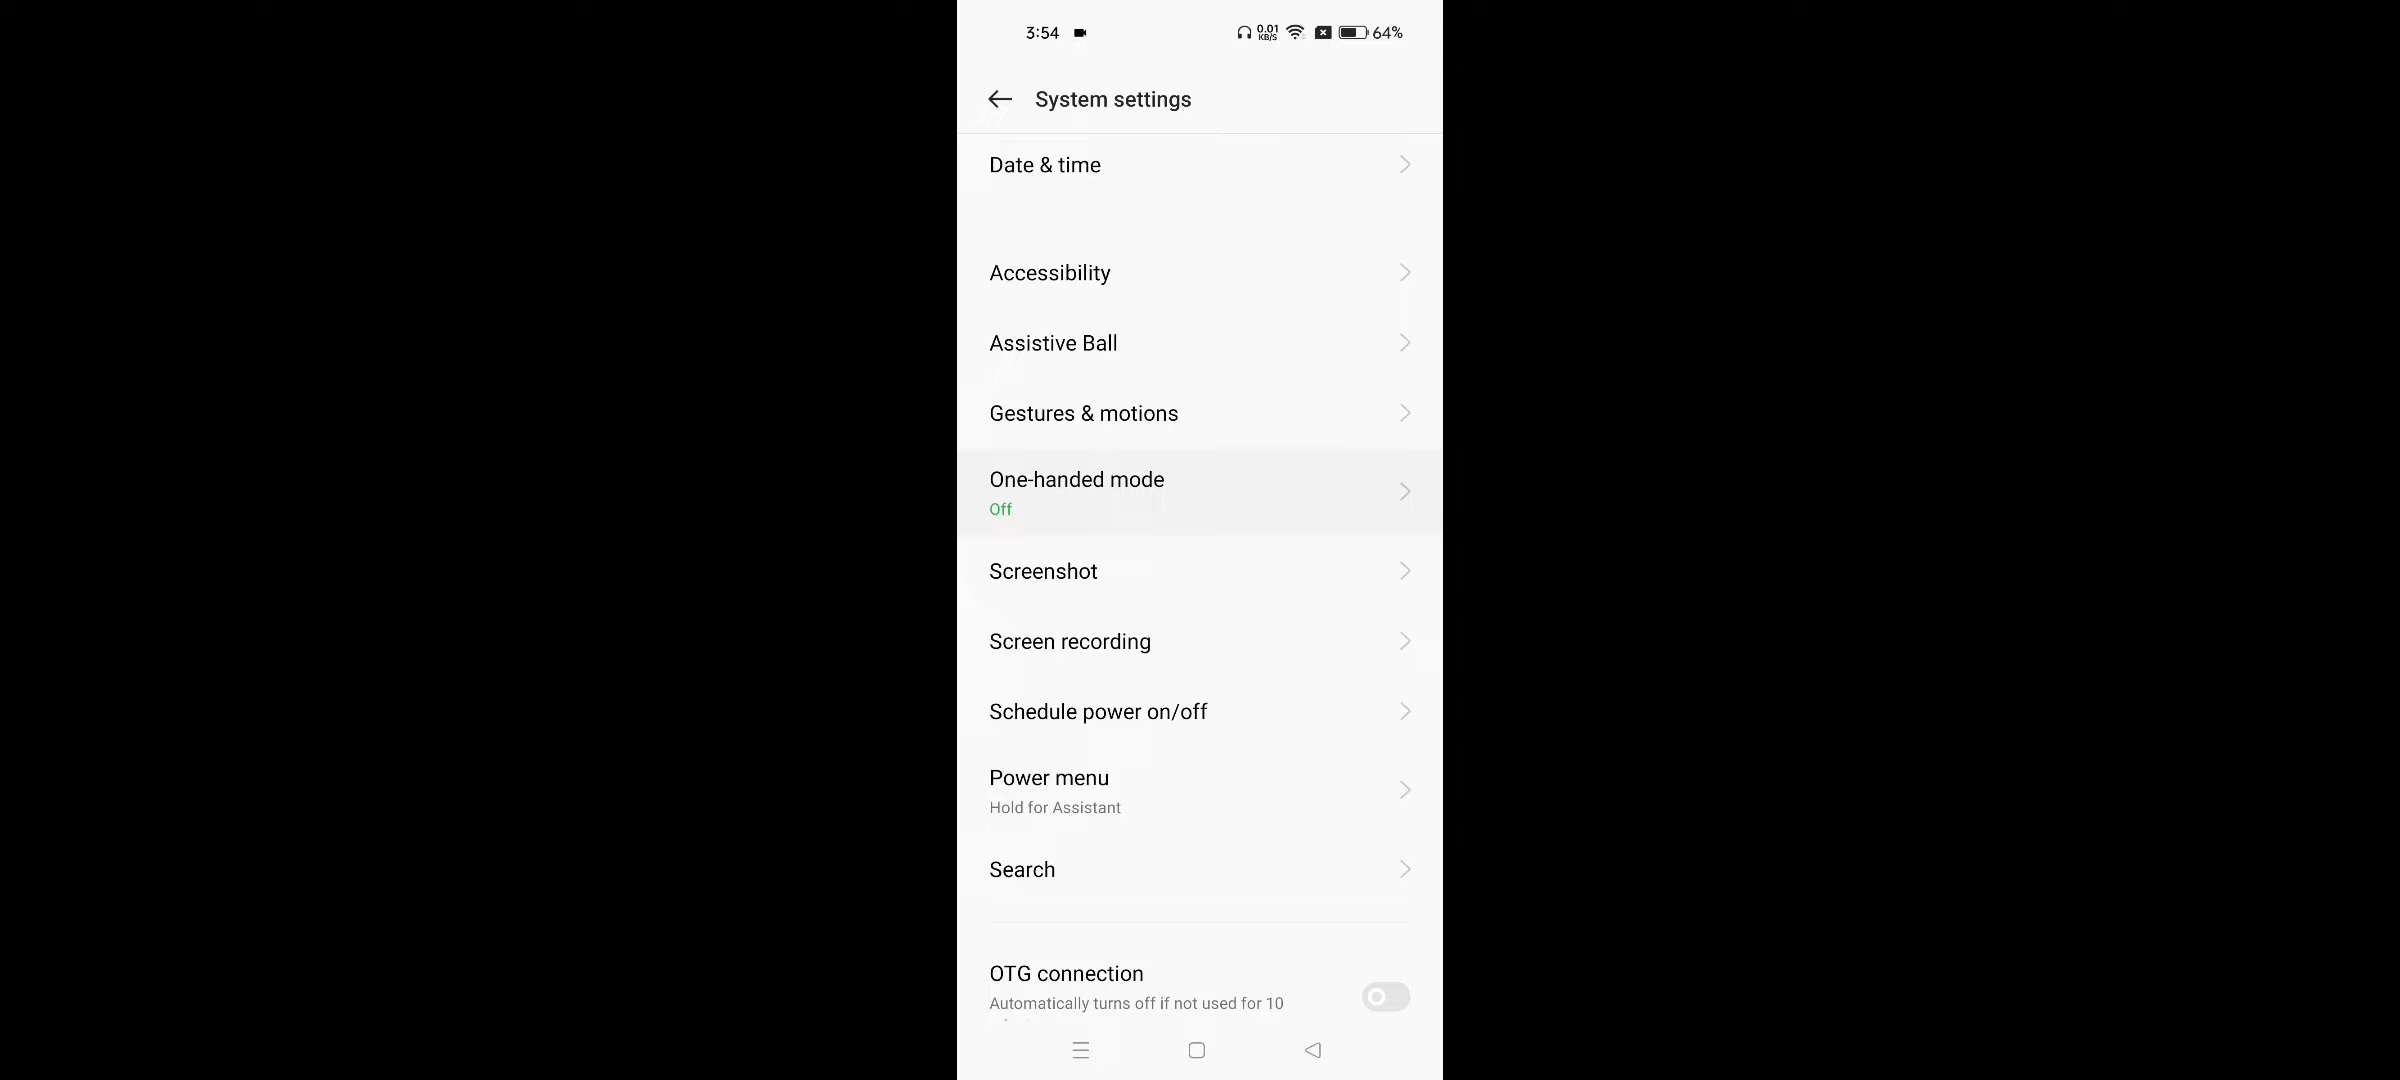 3:54
0.01 KB/S
64%
System settings
Date & time
Accessibility
Assistive Ball
Gestures & motions
One-handed mode
Off
Screenshot
Screen recording
Schedule power on/off
Power menu
Hold for Assistant
Search
OTG connection
Automatically turns off if not used for 10